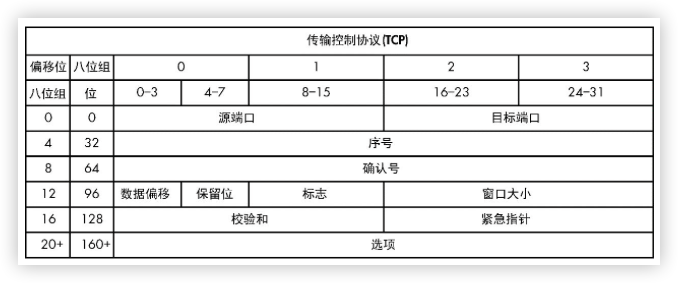 传输控制协议(TCP)
偏移位 八位组 0 1 2 3
八位组 位 0–3 4–7 8–15 16–23 24–31
0 0 源端口 目标端口
4 32 序号
8 64 确认号
12 96 数据偏移 保留位 标志 窗口大小
16 128 校验和 紧急指针
20+ 160+ 选项